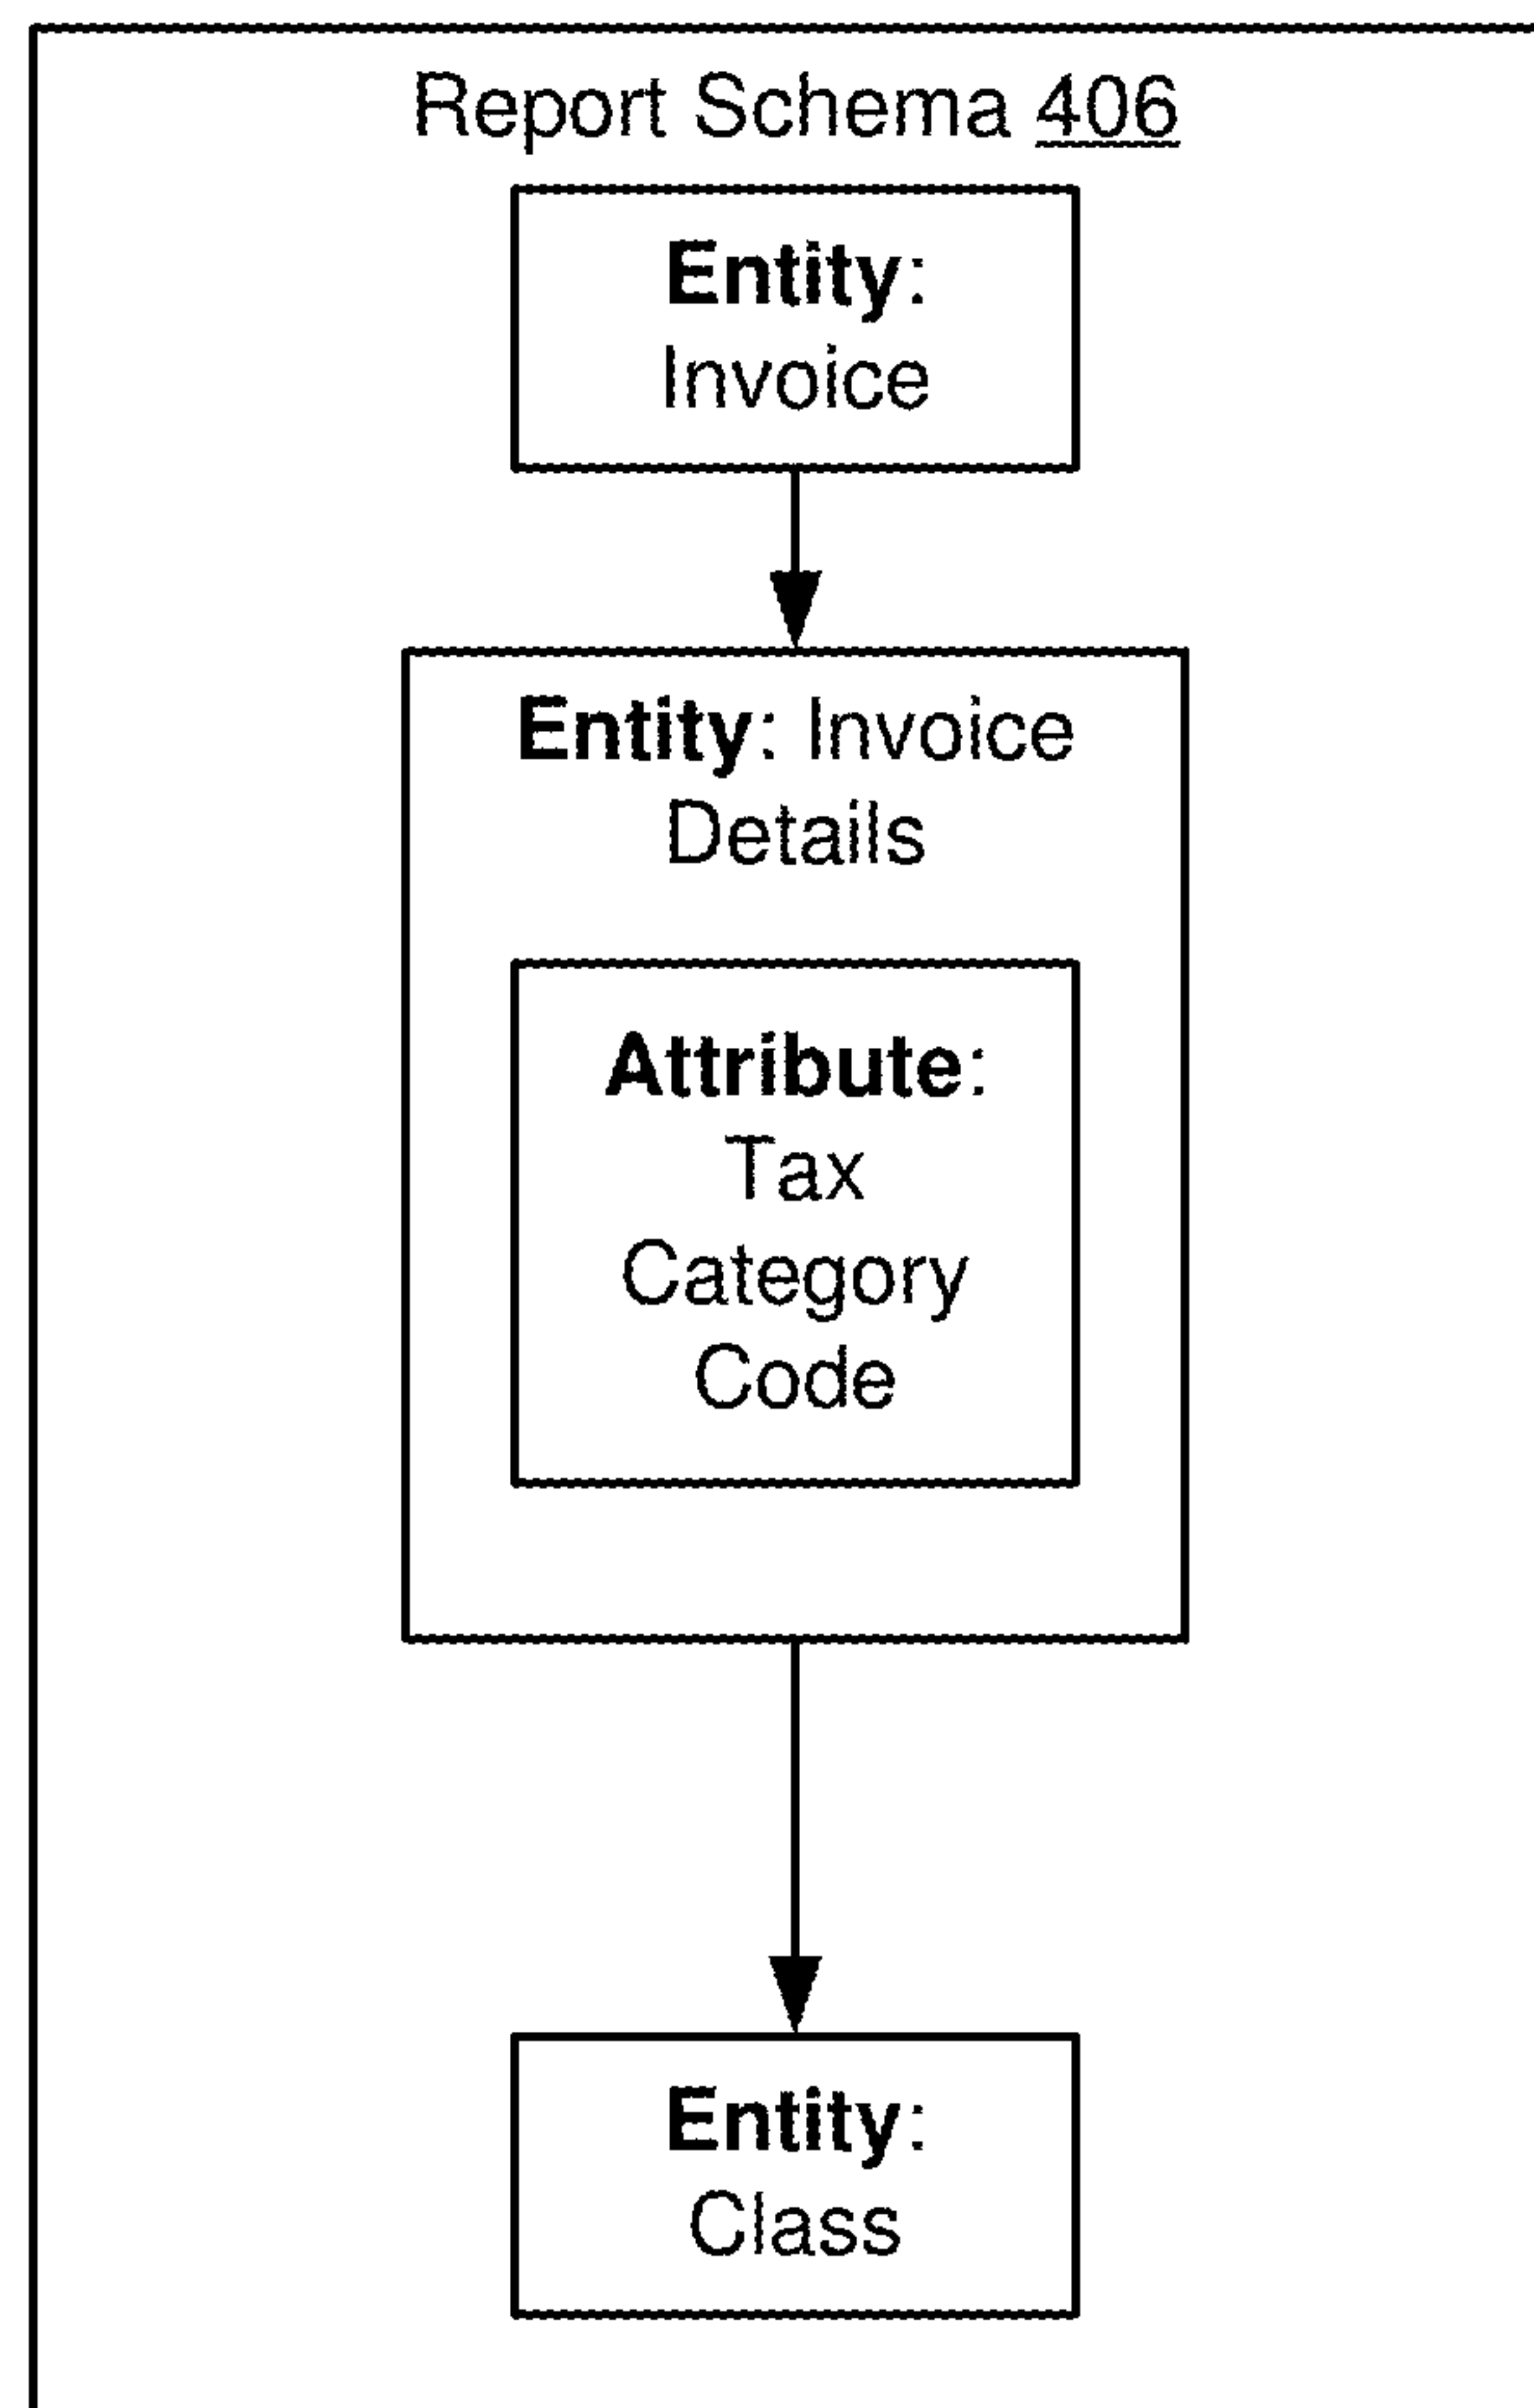 Report Schema 406
Entity:
Invoice
Entity: Invoice
Details
Attribute:
Tax
Category
Code
Entity:
Class